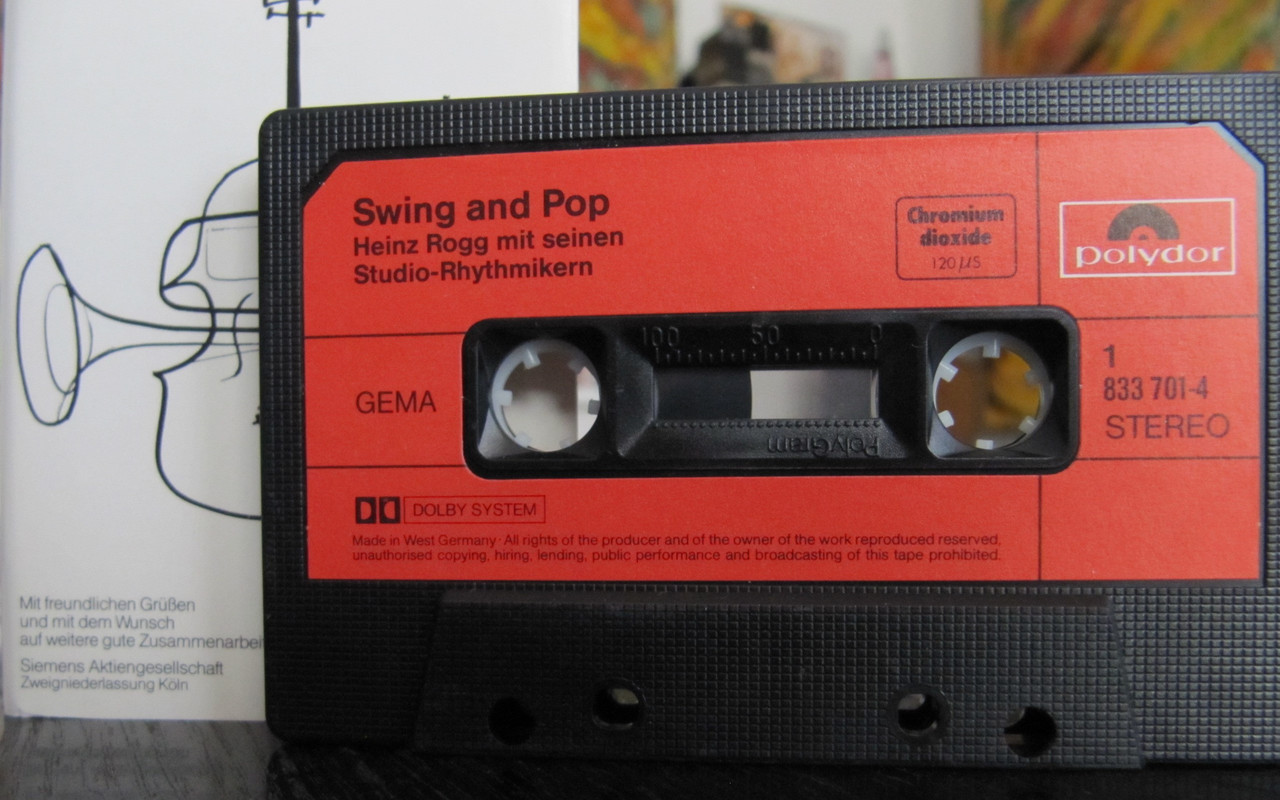 Swing and Pop
Heinz Rogg mit seinen
Studio-Rhythmikern
Chromium
dioxide
120 µS
polydor
100 50 0
PolyGram
GEMA
1
833 701-4
STEREO
DOLBY SYSTEM
Made in West Germany · All rights of the producer and of the owner of the work reproduced reserved,
unauthorised copying, hiring, lending, public performance and broadcasting of this tape prohibited.
Mit freundlichen Grüßen
und mit dem Wunsch
auf weitere gute Zusammenarbei
Siemens Aktiengesellschaft
Zweigniederlassung Köln